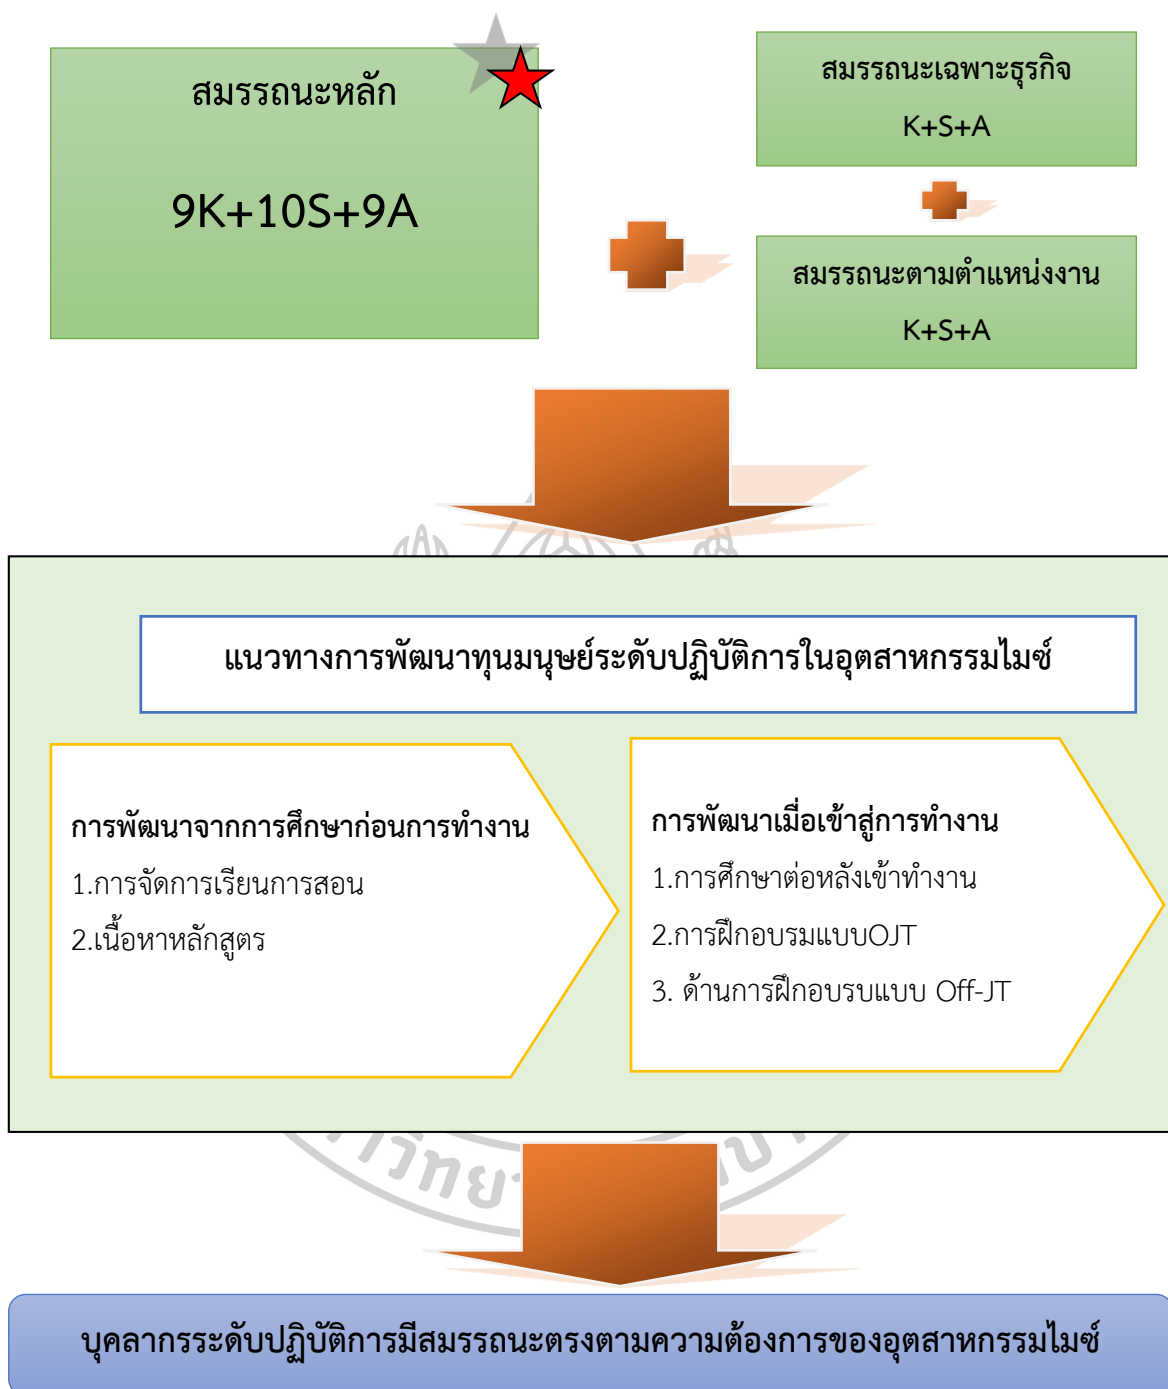 สมรรถนะหลัก
9K+10S+9A
สมรรถนะเฉพาะธุรกิจ
K+S+A
สมรรถนะตามตำแหน่งงาน
K+S+A
แนวทางการพัฒนาทุนมนุษย์ระดับปฏิบัติการในอุตสาหกรรมไมซ์
การพัฒนาจากการศึกษาก่อนการทำงาน
1.การจัดการเรียนการสอน
2.เนื้อหาหลักสูตร
การพัฒนาเมื่อเข้าสู่การทำงาน
1.การศึกษาต่อหลังเข้าทำงาน
2.การฝึกอบรมแบบOJT
3. ด้านการฝึกอบรบแบบ Off-JT
บุคลากรระดับปฏิบัติการมีสมรรถนะตรงตามความต้องการของอุตสาหกรรมไมซ์